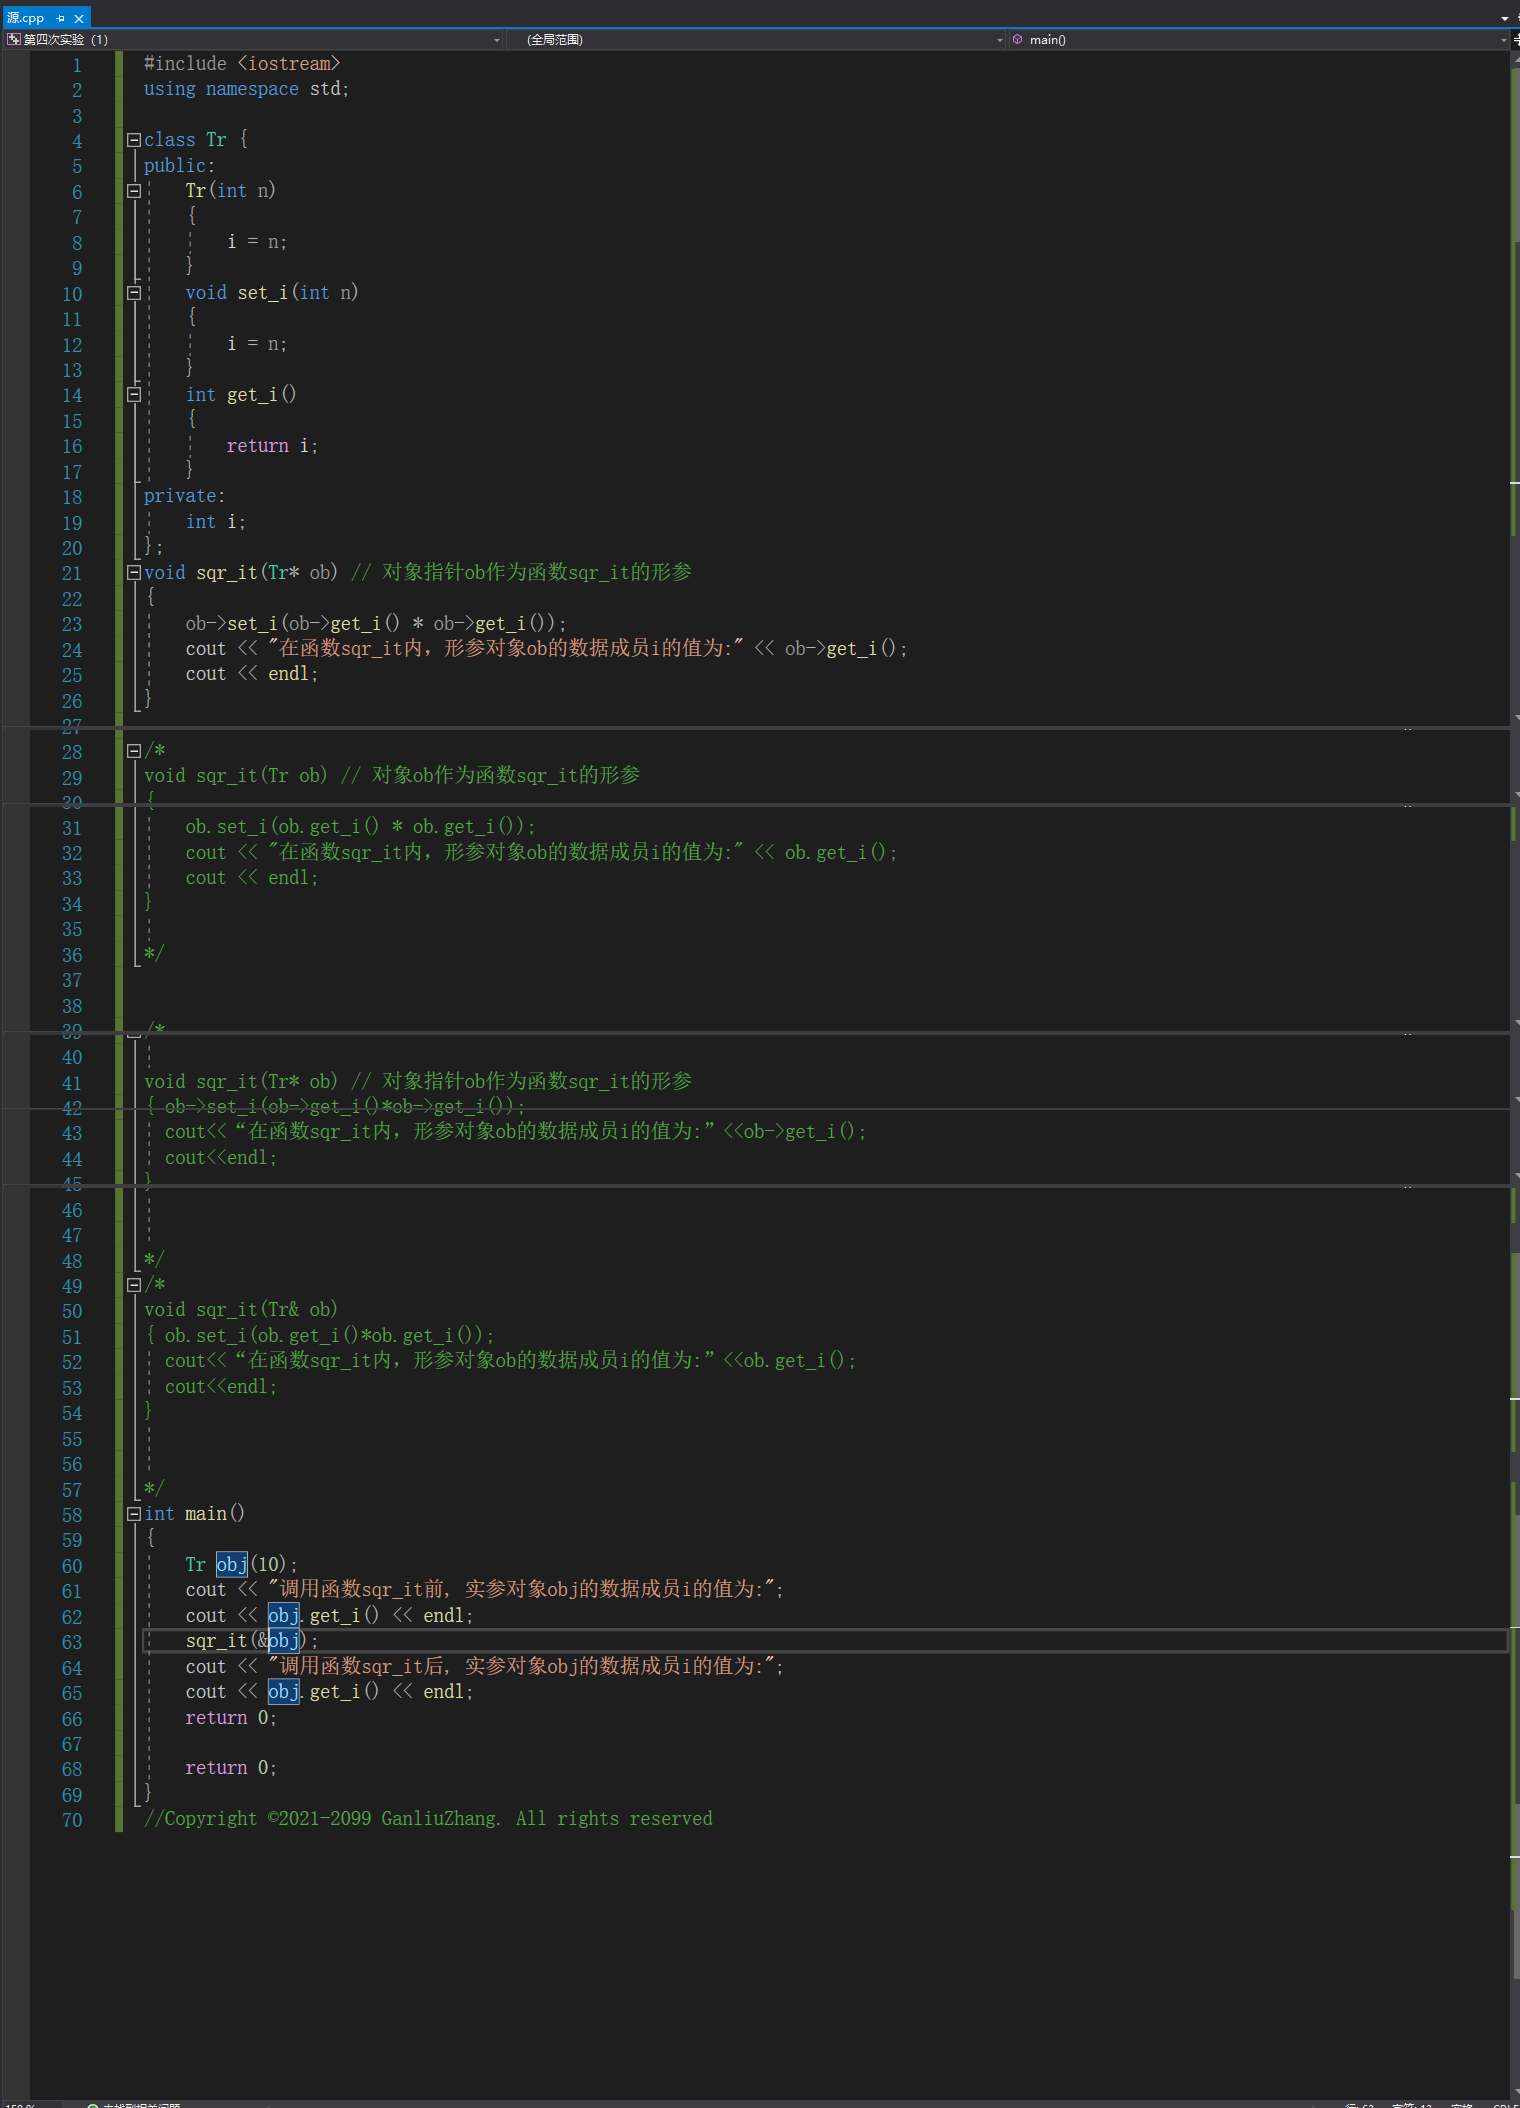 源.cpp
第四次实验 (1) (全局范围) main()
1 #include <iostream>
2 using namespace std;
3
4 class Tr {
5 public:
6 Tr(int n)
7 {
8 i = n;
9 }
10 void set_i(int n)
11 {
12 i = n;
13 }
14 int get_i()
15 {
16 return i;
17 }
18 private:
19 int i;
20 };
21 void sqr_it(Tr* ob) // 对象指针ob作为函数sqr_it的形参
22 {
23 ob->set_i(ob->get_i() * ob->get_i());
24 cout << "在函数sqr_it内，形参对象ob的数据成员i的值为:" << ob->get_i();
25 cout << endl;
26 }
27
28 /*
29 void sqr_it(Tr ob) // 对象ob作为函数sqr_it的形参
30 {
31 ob.set_i(ob.get_i() * ob.get_i());
32 cout << "在函数sqr_it内，形参对象ob的数据成员i的值为:" << ob.get_i();
33 cout << endl;
34 }
35
36 */
37
38
39 /*
40
41 void sqr_it(Tr* ob) // 对象指针ob作为函数sqr_it的形参
42 { ob->set_i(ob->get_i()*ob->get_i());
43 cout<<“在函数sqr_it内，形参对象ob的数据成员i的值为:”<<ob->get_i();
44 cout<<endl;
45 }
46
47
48 */
49 /*
50 void sqr_it(Tr& ob)
51 { ob.set_i(ob.get_i()*ob.get_i());
52 cout<<“在函数sqr_it内，形参对象ob的数据成员i的值为:”<<ob.get_i();
53 cout<<endl;
54 }
55
56
57 */
58 int main()
59 {
60 Tr obj(10);
61 cout << "调用函数sqr_it前, 实参对象obj的数据成员i的值为:";
62 cout << obj.get_i() << endl;
63 sqr_it(&obj);
64 cout << "调用函数sqr_it后, 实参对象obj的数据成员i的值为:";
65 cout << obj.get_i() << endl;
66 return 0;
67
68 return 0;
69 }
70 //Copyright ©2021-2099 GanliuZhang. All rights reserved